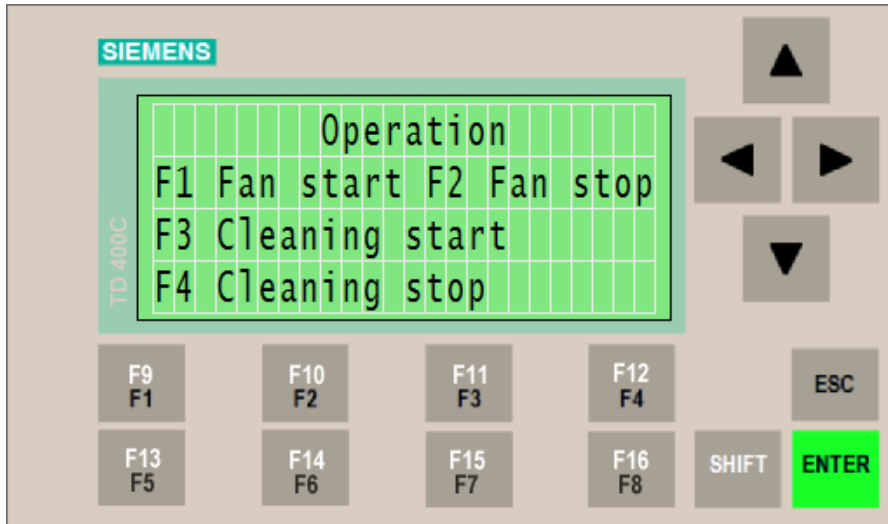 SIEMENS
Operation
F1 Fan start F2 Fan stop
F3 Cleaning start
F4 Cleaning stop
TD 400C
F9 F10 F11 F12
F1 F2 F3 F4
ESC
F13 F14 F15 F16
F5 F6 F7 F8
SHIFT
ENTER